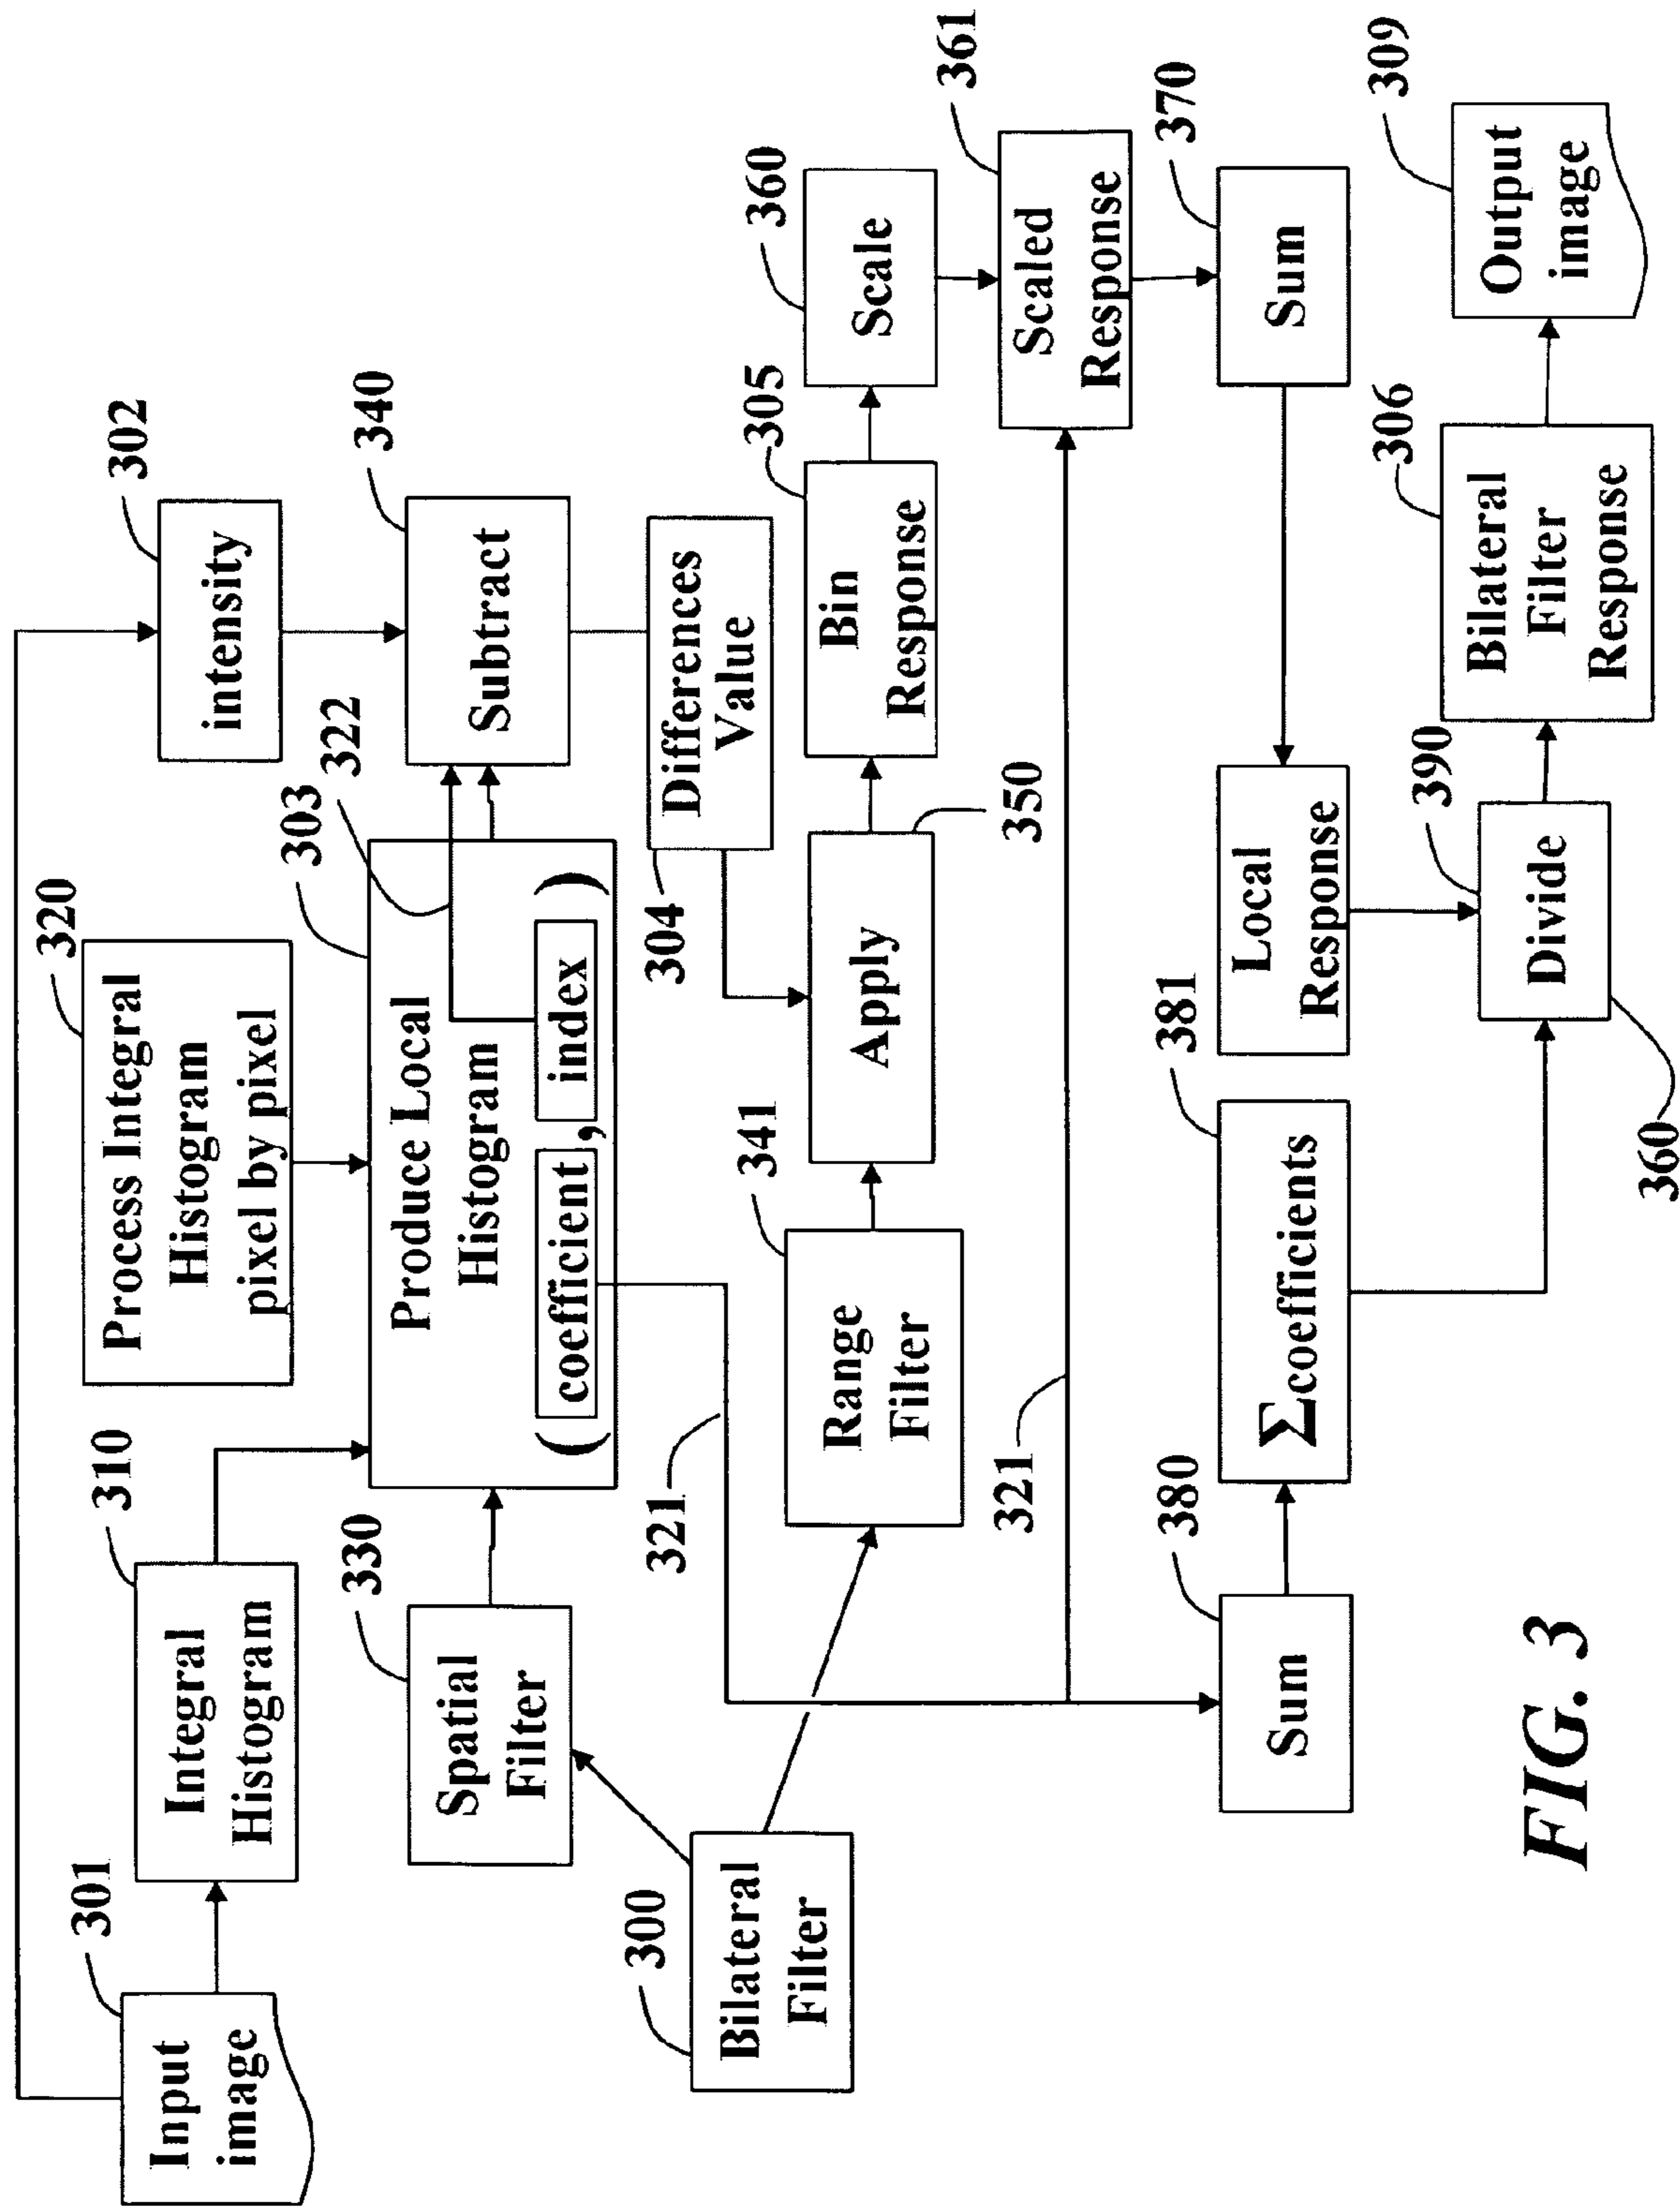 301
Input
image
310
Integral
Histogram
320
Process Integral
Histogram
pixel by pixel
302
intensity
330
Spatial
Filter
303
322
Produce Local
Histogram
(coefficient, index)
340
Subtract
300
Bilateral
Filter
321
304
Differences
Value
341
Range
Filter
350
Apply
305
Bin
Response
360
Scale
321
361
Scaled
Response
380
Sum
381
Σcoefficients
Local
Response
370
Sum
360
390
Divide
306
Bilateral
Filter
Response
309
Output
image
FIG. 3